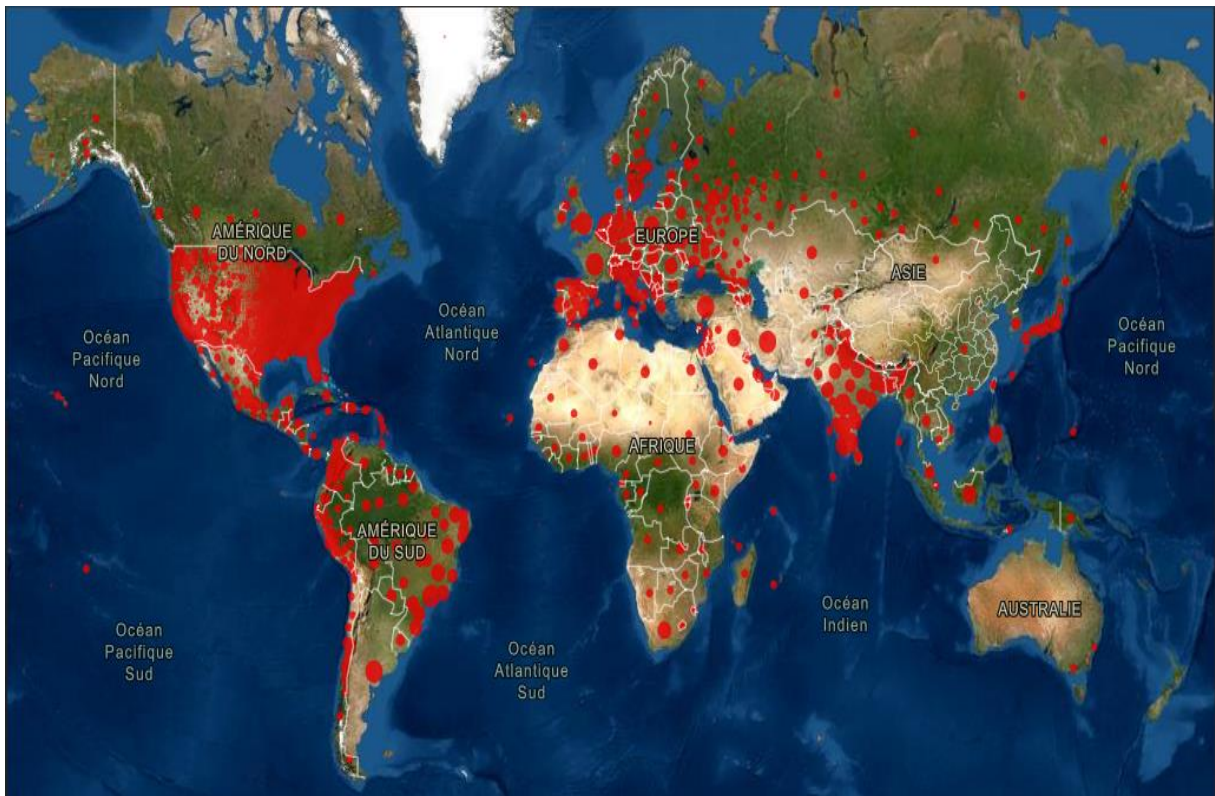 AMÉRIQUE
DU NORD
EUROPE
ASIE
Océan
Atlantique
Nord
Océan
Pacifique
Nord
Océan
Pacifique
Nord
AFRIQUE
AMÉRIQUE
DU SUD
Océan
Indien
AUSTRALIE
Océan
Pacifique
Sud
Océan
Atlantique
Sud